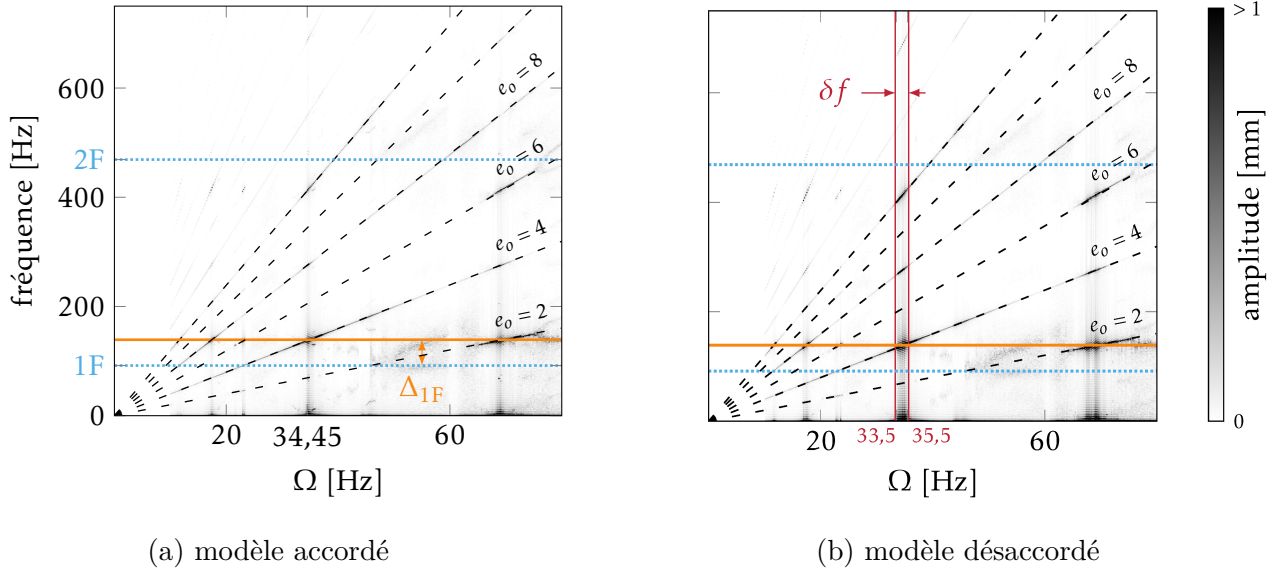 fréquence [Hz]
600
2F
400
200
1F
0
e₀ = 8
e₀ = 6
e₀ = 4
e₀ = 2
Δ1F
20
34,45
60
Ω [Hz]
(a) modèle accordé
δf
e₀ = 8
e₀ = 6
e₀ = 4
e₀ = 2
20
33,5
35,5
60
Ω [Hz]
(b) modèle désaccordé
> 1
amplitude [mm]
0